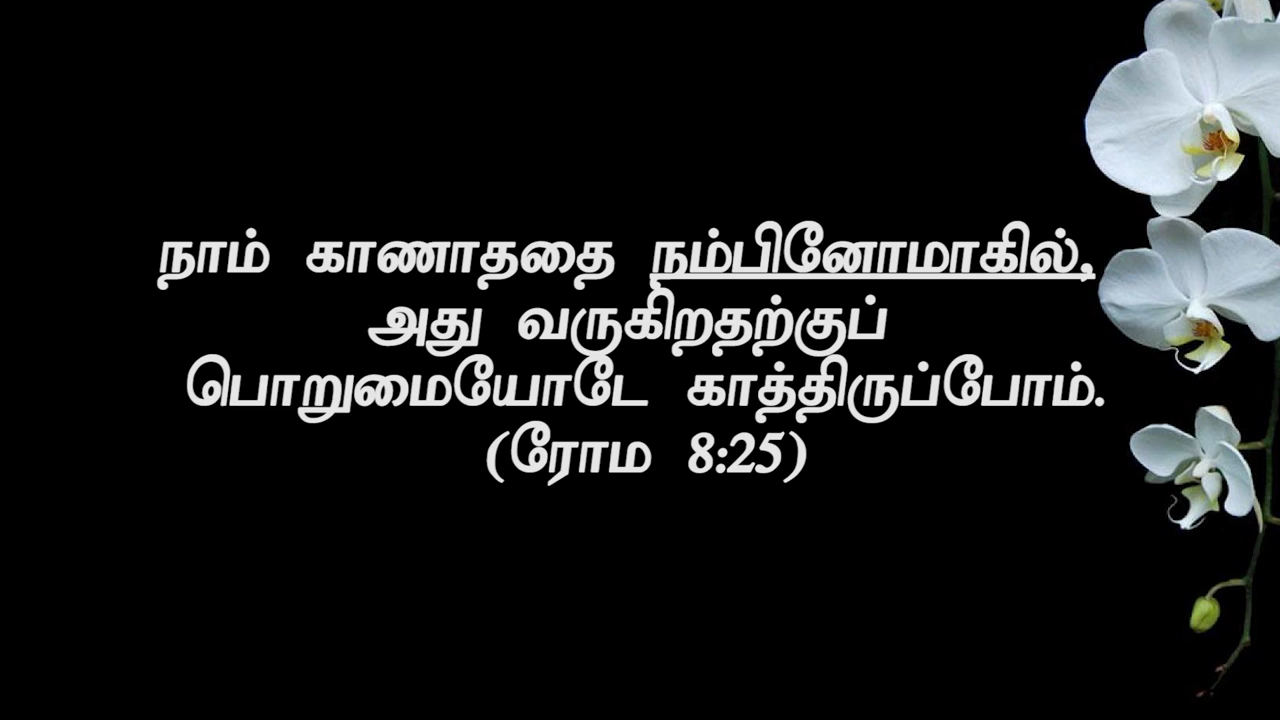 நாம் காணாததை நம்பினோமாகில்,
அது வருகிறதற்குப்
பொறுமையோடே காத்திருப்போம்.
(ரோம 8:25)